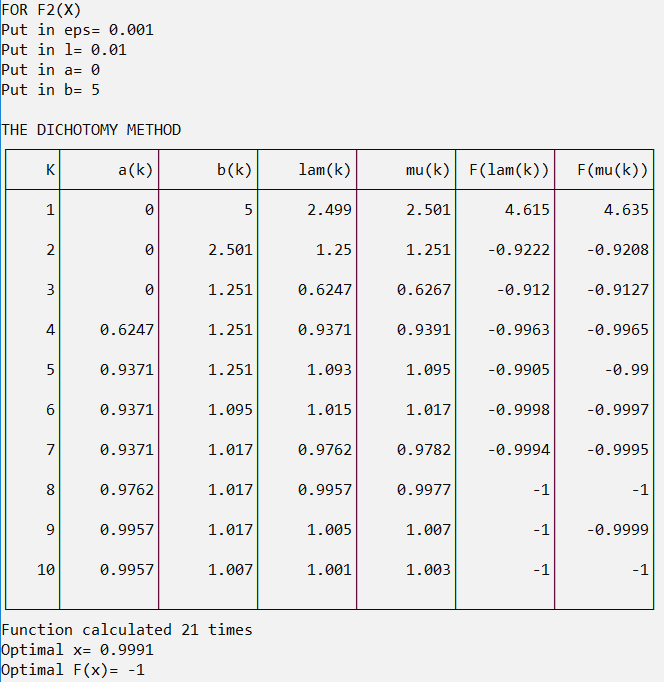 FOR F2(X)
Put in eps= 0.001
Put in l= 0.01
Put in a= 0
Put in b= 5
THE DICHOTOMY METHOD
K a(k) b(k) lam(k) mu(k) F(lam(k)) F(mu(k))
1 0 5 2.499 2.501 4.615 4.635
2 0 2.501 1.25 1.251 -0.9222 -0.9208
3 0 1.251 0.6247 0.6267 -0.912 -0.9127
4 0.6247 1.251 0.9371 0.9391 -0.9963 -0.9965
5 0.9371 1.251 1.093 1.095 -0.9905 -0.99
6 0.9371 1.095 1.015 1.017 -0.9998 -0.9997
7 0.9371 1.017 0.9762 0.9782 -0.9994 -0.9995
8 0.9762 1.017 0.9957 0.9977 -1 -1
9 0.9957 1.017 1.005 1.007 -1 -0.9999
10 0.9957 1.007 1.001 1.003 -1 -1
Function calculated 21 times
Optimal x= 0.9991
Optimal F(x)= -1